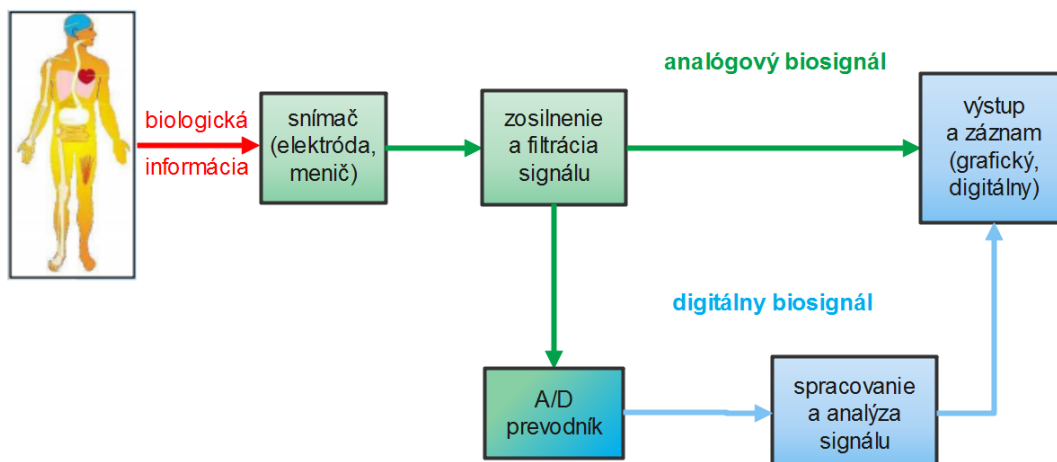 analógový biosignál
biologická
informácia
snímač
(elektróda,
menič)
zosilnenie
a filtrácia
signálu
výstup
a záznam
(grafický,
digitálny)
digitálny biosignál
A/D
prevodník
spracovanie
a analýza
signálu